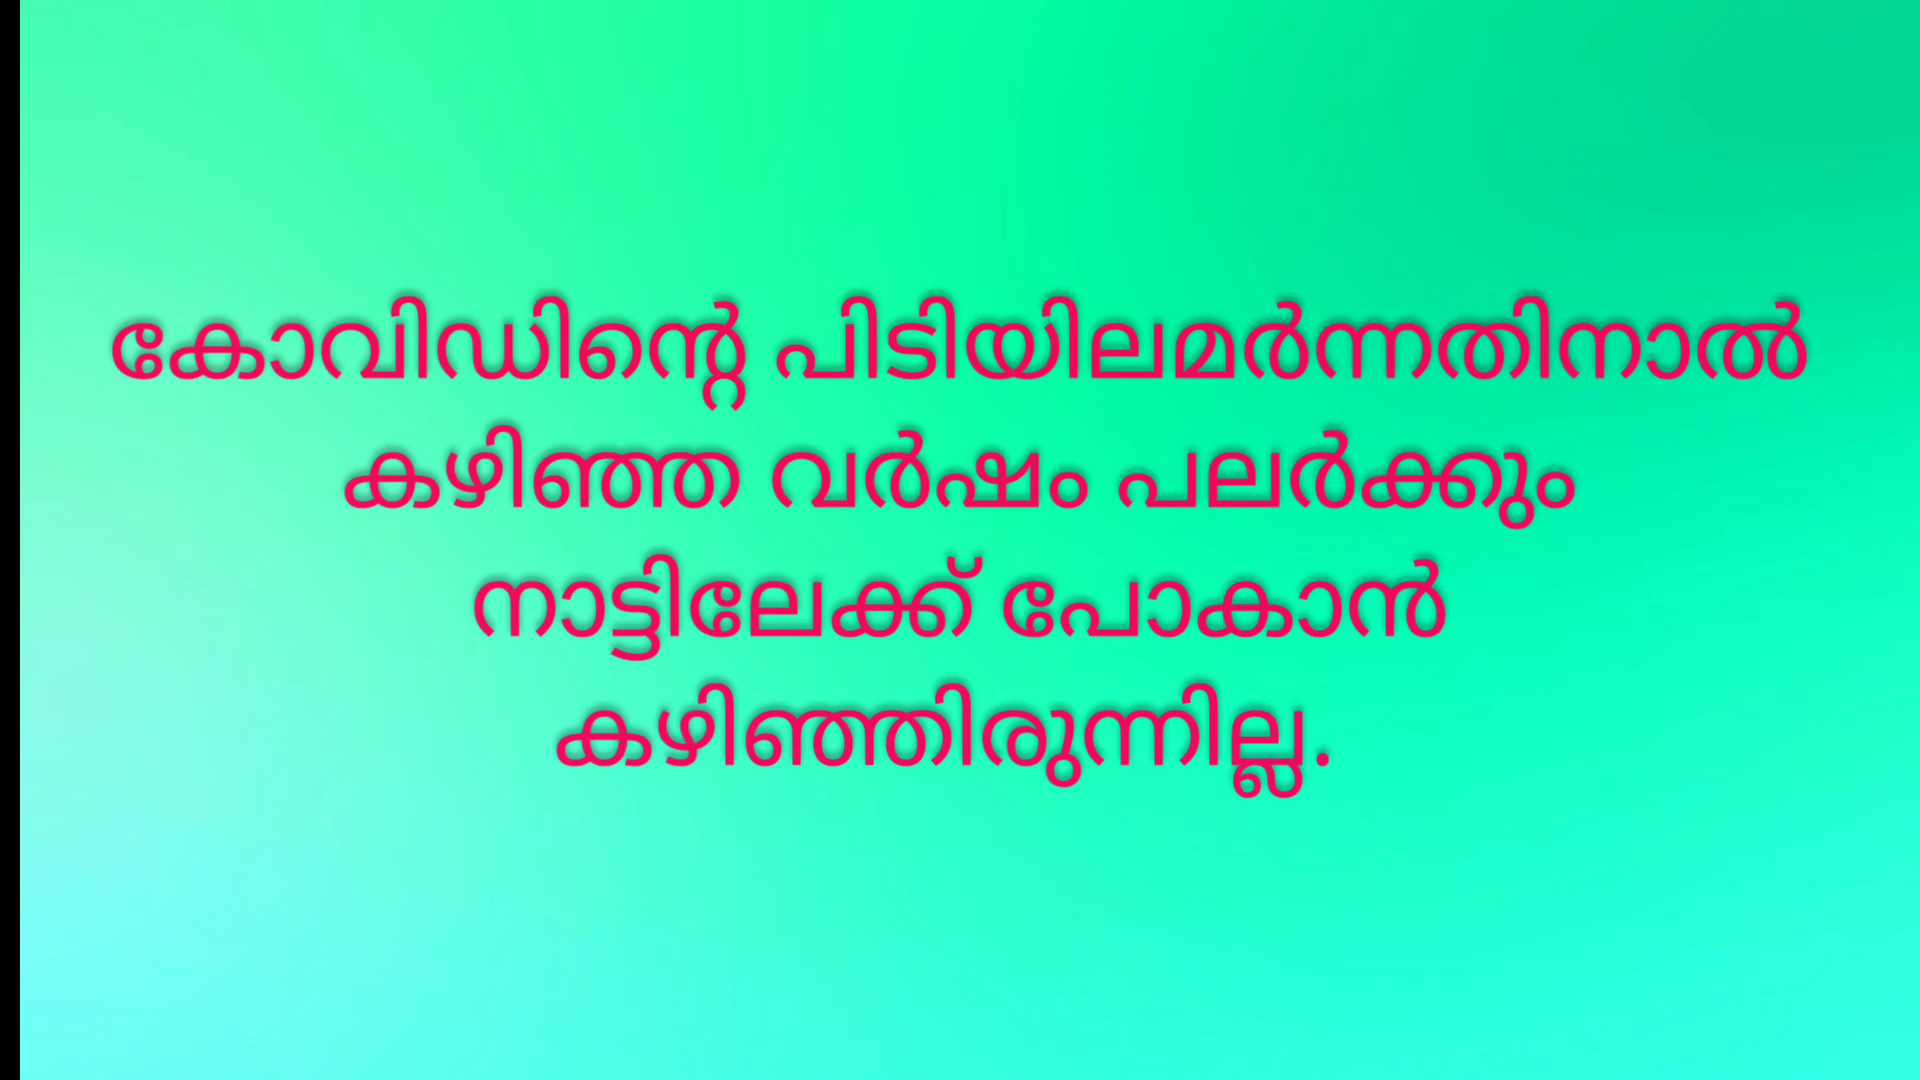 കോവിഡിന്റെ പിടിയിലമർന്നതിനാൽ
കഴിഞ്ഞ വർഷം പലർക്കും
നാട്ടിലേക്ക് പോകാൻ
കഴിഞ്ഞിരുന്നില്ല.